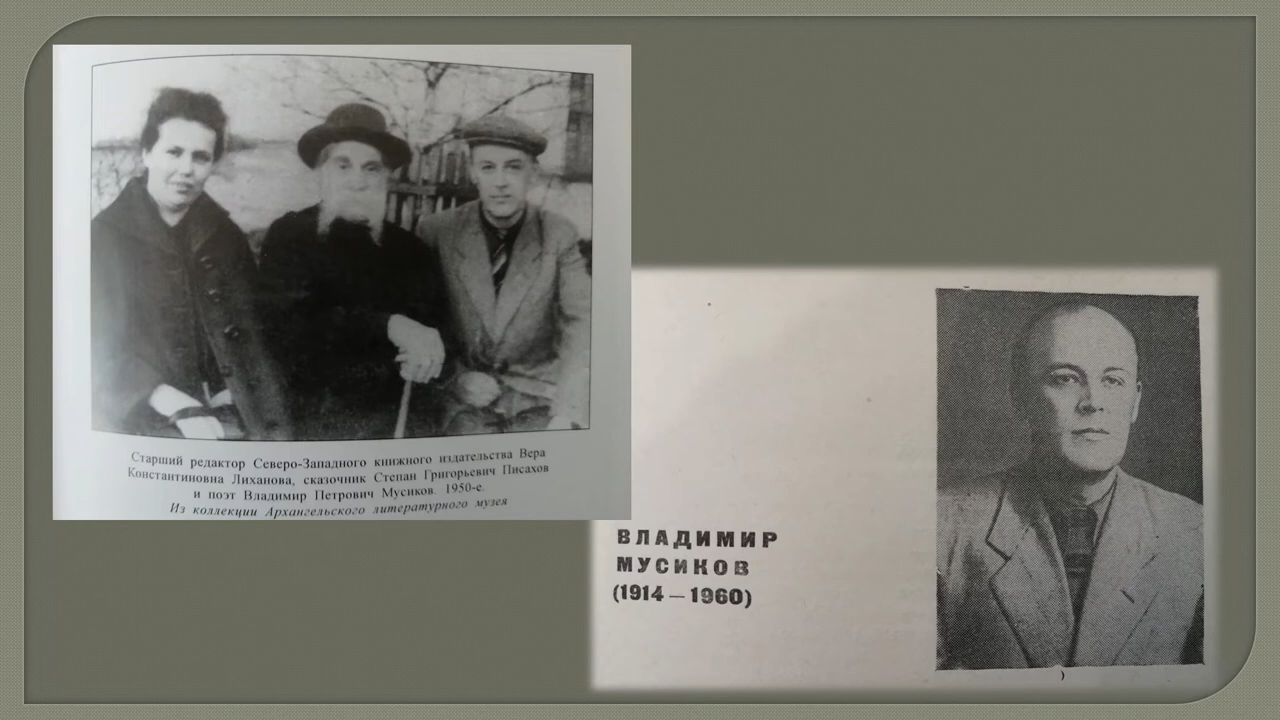 Старший редактор Северо-Западного книжного издательства Вера
Константиновна Лиханова, сказочник Степан Григорьевич Писахов
и поэт Владимир Петрович Мусиков. 1950-е.
Из коллекции Архангельского литературного музея
ВЛАДИМИР
МУСИКОВ
(1914 — 1960)